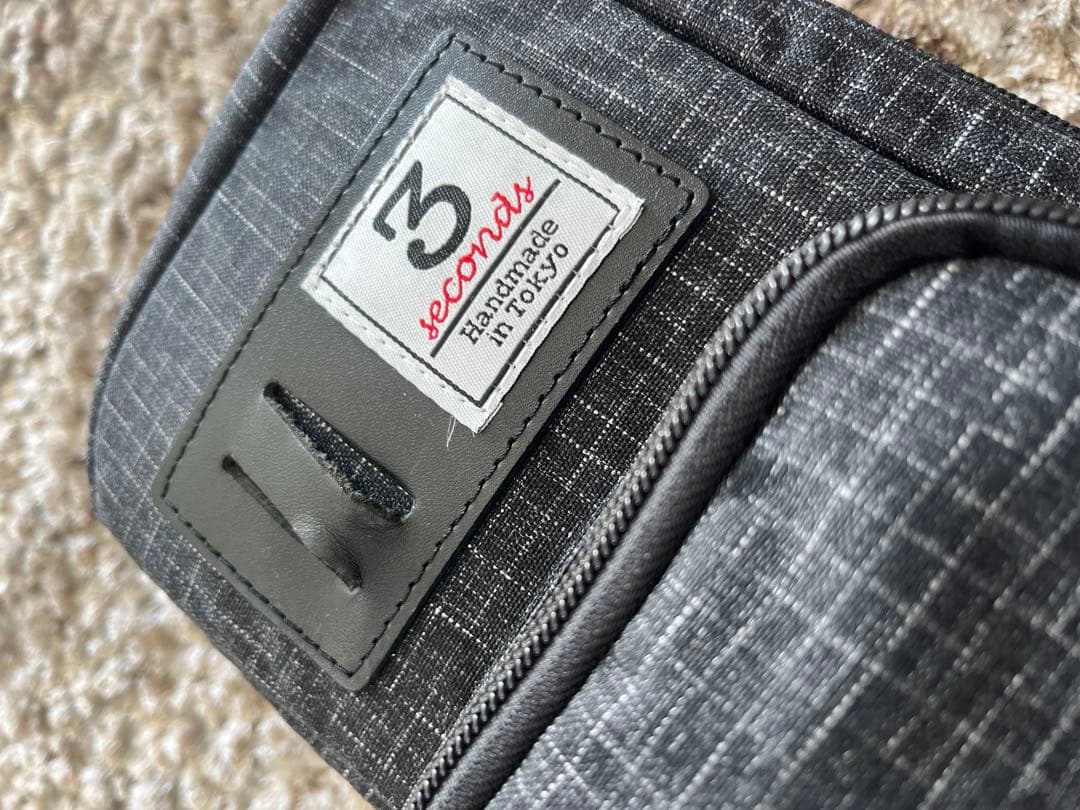 3
seconds
Handmade
in Tokyo